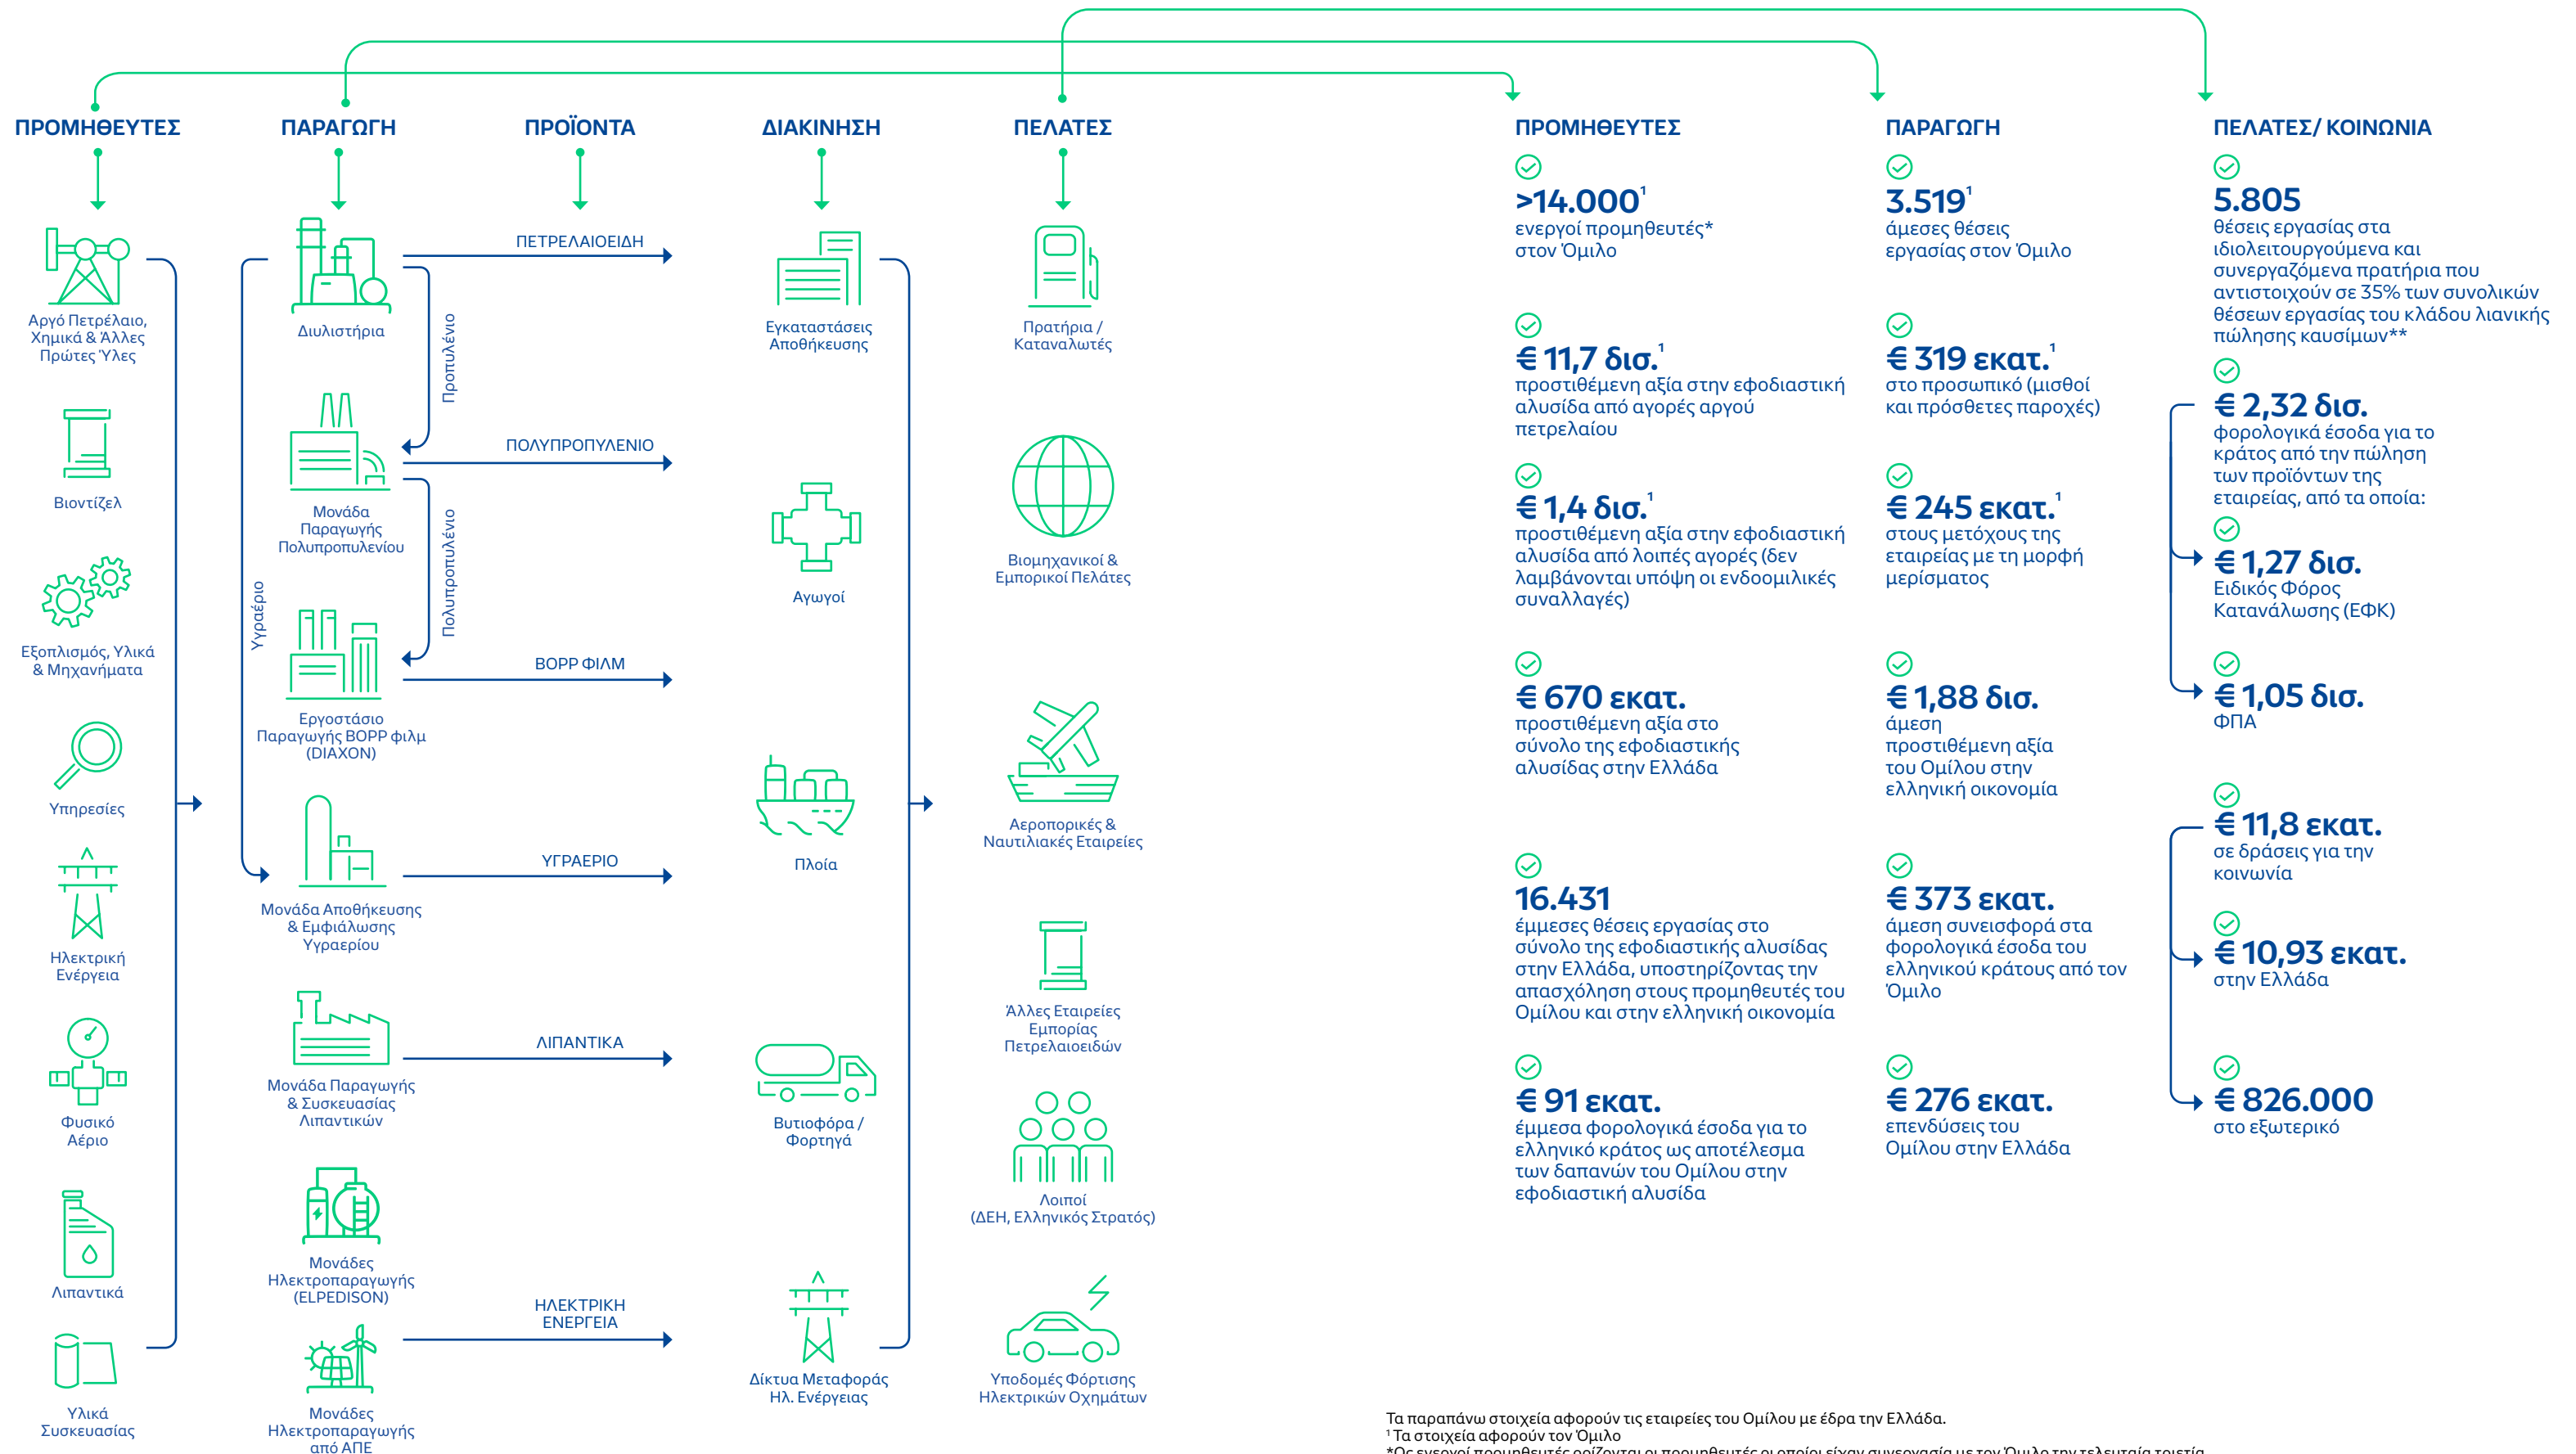 ΠΡΟΜΗΘΕΥΤΕΣ
Αργό Πετρέλαιο,
Χημικά & Άλλες
Πρώτες Ύλες
Βιοντίζελ
Εξοπλισμός, Υλικά
& Μηχανήματα
Υπηρεσίες
Ηλεκτρική
Ενέργεια
Φυσικό
Αέριο
Λιπαντικά
Υλικά
Συσκευασίας
ΠΑΡΑΓΩΓΗ
Διυλιστήρια
Προπυλένιο
Μονάδα
Παραγωγής
Πολυπροπυλενίου
Πολυπροπυλένιο
Υγραέριο
Εργοστάσιο
Παραγωγής BOPP φιλμ
(DIAXON)
Μονάδα Αποθήκευσης
& Εμφιάλωσης
Υγραερίου
Μονάδα Παραγωγής
& Συσκευασίας
Λιπαντικών
Μονάδες
Ηλεκτροπαραγωγής
(ELPEDISON)
Μονάδες
Ηλεκτροπαραγωγής
από ΑΠΕ
ΠΡΟΪΟΝΤΑ
ΠΕΤΡΕΛΑΙΟΕΙΔΗ
ΠΟΛΥΠΡΟΠΥΛΕΝΙΟ
BOPP ΦΙΛΜ
ΥΓΡΑΕΡΙΟ
ΛΙΠΑΝΤΙΚΑ
ΗΛΕΚΤΡΙΚΗ
ΕΝΕΡΓΕΙΑ
ΔΙΑΚΙΝΗΣΗ
Εγκαταστάσεις
Αποθήκευσης
Αγωγοί
Πλοία
Βυτιοφόρα /
Φορτηγά
Δίκτυα Μεταφοράς
Ηλ. Ενέργειας
ΠΕΛΑΤΕΣ
Πρατήρια /
Καταναλωτές
Βιομηχανικοί &
Εμπορικοί Πελάτες
Αεροπορικές &
Ναυτιλιακές Εταιρείες
Άλλες Εταιρείες
Εμπορίας
Πετρελαιοειδών
Λοιποί
(ΔΕΗ, Ελληνικός Στρατός)
Υποδομές Φόρτισης
Ηλεκτρικών Οχημάτων
ΠΡΟΜΗΘΕΥΤΕΣ
>14.000¹
ενεργοί προμηθευτές*
στον Όμιλο
€ 11,7 δισ.¹
προστιθέμενη αξία στην εφοδιαστική
αλυσίδα από αγορές αργού
πετρελαίου
€ 1,4 δισ.¹
προστιθέμενη αξία στην εφοδιαστική
αλυσίδα από λοιπές αγορές (δεν
λαμβάνονται υπόψη οι ενδοομιλικές
συναλλαγές)
€ 670 εκατ.
προστιθέμενη αξία στο
σύνολο της εφοδιαστικής
αλυσίδας στην Ελλάδα
16.431
έμμεσες θέσεις εργασίας στο
σύνολο της εφοδιαστικής αλυσίδας
στην Ελλάδα, υποστηρίζοντας την
απασχόληση στους προμηθευτές του
Ομίλου και στην ελληνική οικονομία
€ 91 εκατ.
έμμεσα φορολογικά έσοδα για το
ελληνικό κράτος ως αποτέλεσμα
των δαπανών του Ομίλου στην
εφοδιαστική αλυσίδα
ΠΑΡΑΓΩΓΗ
3.519¹
άμεσες θέσεις
εργασίας στον Όμιλο
€ 319 εκατ.¹
στο προσωπικό (μισθοί
και πρόσθετες παροχές)
€ 245 εκατ.¹
στους μετόχους της
εταιρείας με τη μορφή
μερίσματος
€ 1,88 δισ.
άμεση
προστιθέμενη αξία
του Ομίλου στην
ελληνική οικονομία
€ 373 εκατ.
άμεση συνεισφορά στα
φορολογικά έσοδα του
ελληνικού κράτους από τον
Όμιλο
€ 276 εκατ.
επενδύσεις του
Ομίλου στην Ελλάδα
ΠΕΛΑΤΕΣ/ ΚΟΙΝΩΝΙΑ
5.805
θέσεις εργασίας στα
ιδιολειτουργούμενα και
συνεργαζόμενα πρατήρια που
αντιστοιχούν σε 35% των συνολικών
θέσεων εργασίας του κλάδου λιανικής
πώλησης καυσίμων**
€ 2,32 δισ.
φορολογικά έσοδα για το
κράτος από την πώληση
των προϊόντων της
εταιρείας, από τα οποία:
€ 1,27 δισ.
Ειδικός Φόρος
Κατανάλωσης (ΕΦΚ)
€ 1,05 δισ.
ΦΠΑ
€ 11,8 εκατ.
σε δράσεις για την
κοινωνία
€ 10,93 εκατ.
στην Ελλάδα
€ 826.000
στο εξωτερικό
Τα παραπάνω στοιχεία αφορούν τις εταιρείες του Ομίλου με έδρα την Ελλάδα.
¹ Τα στοιχεία αφορούν τον Όμιλο
*Ως ενεργοί προμηθευτές ορίζονται οι προμηθευτές οι οποίοι είχαν συνεργασία με τον Όμιλο την τελευταία τριετία